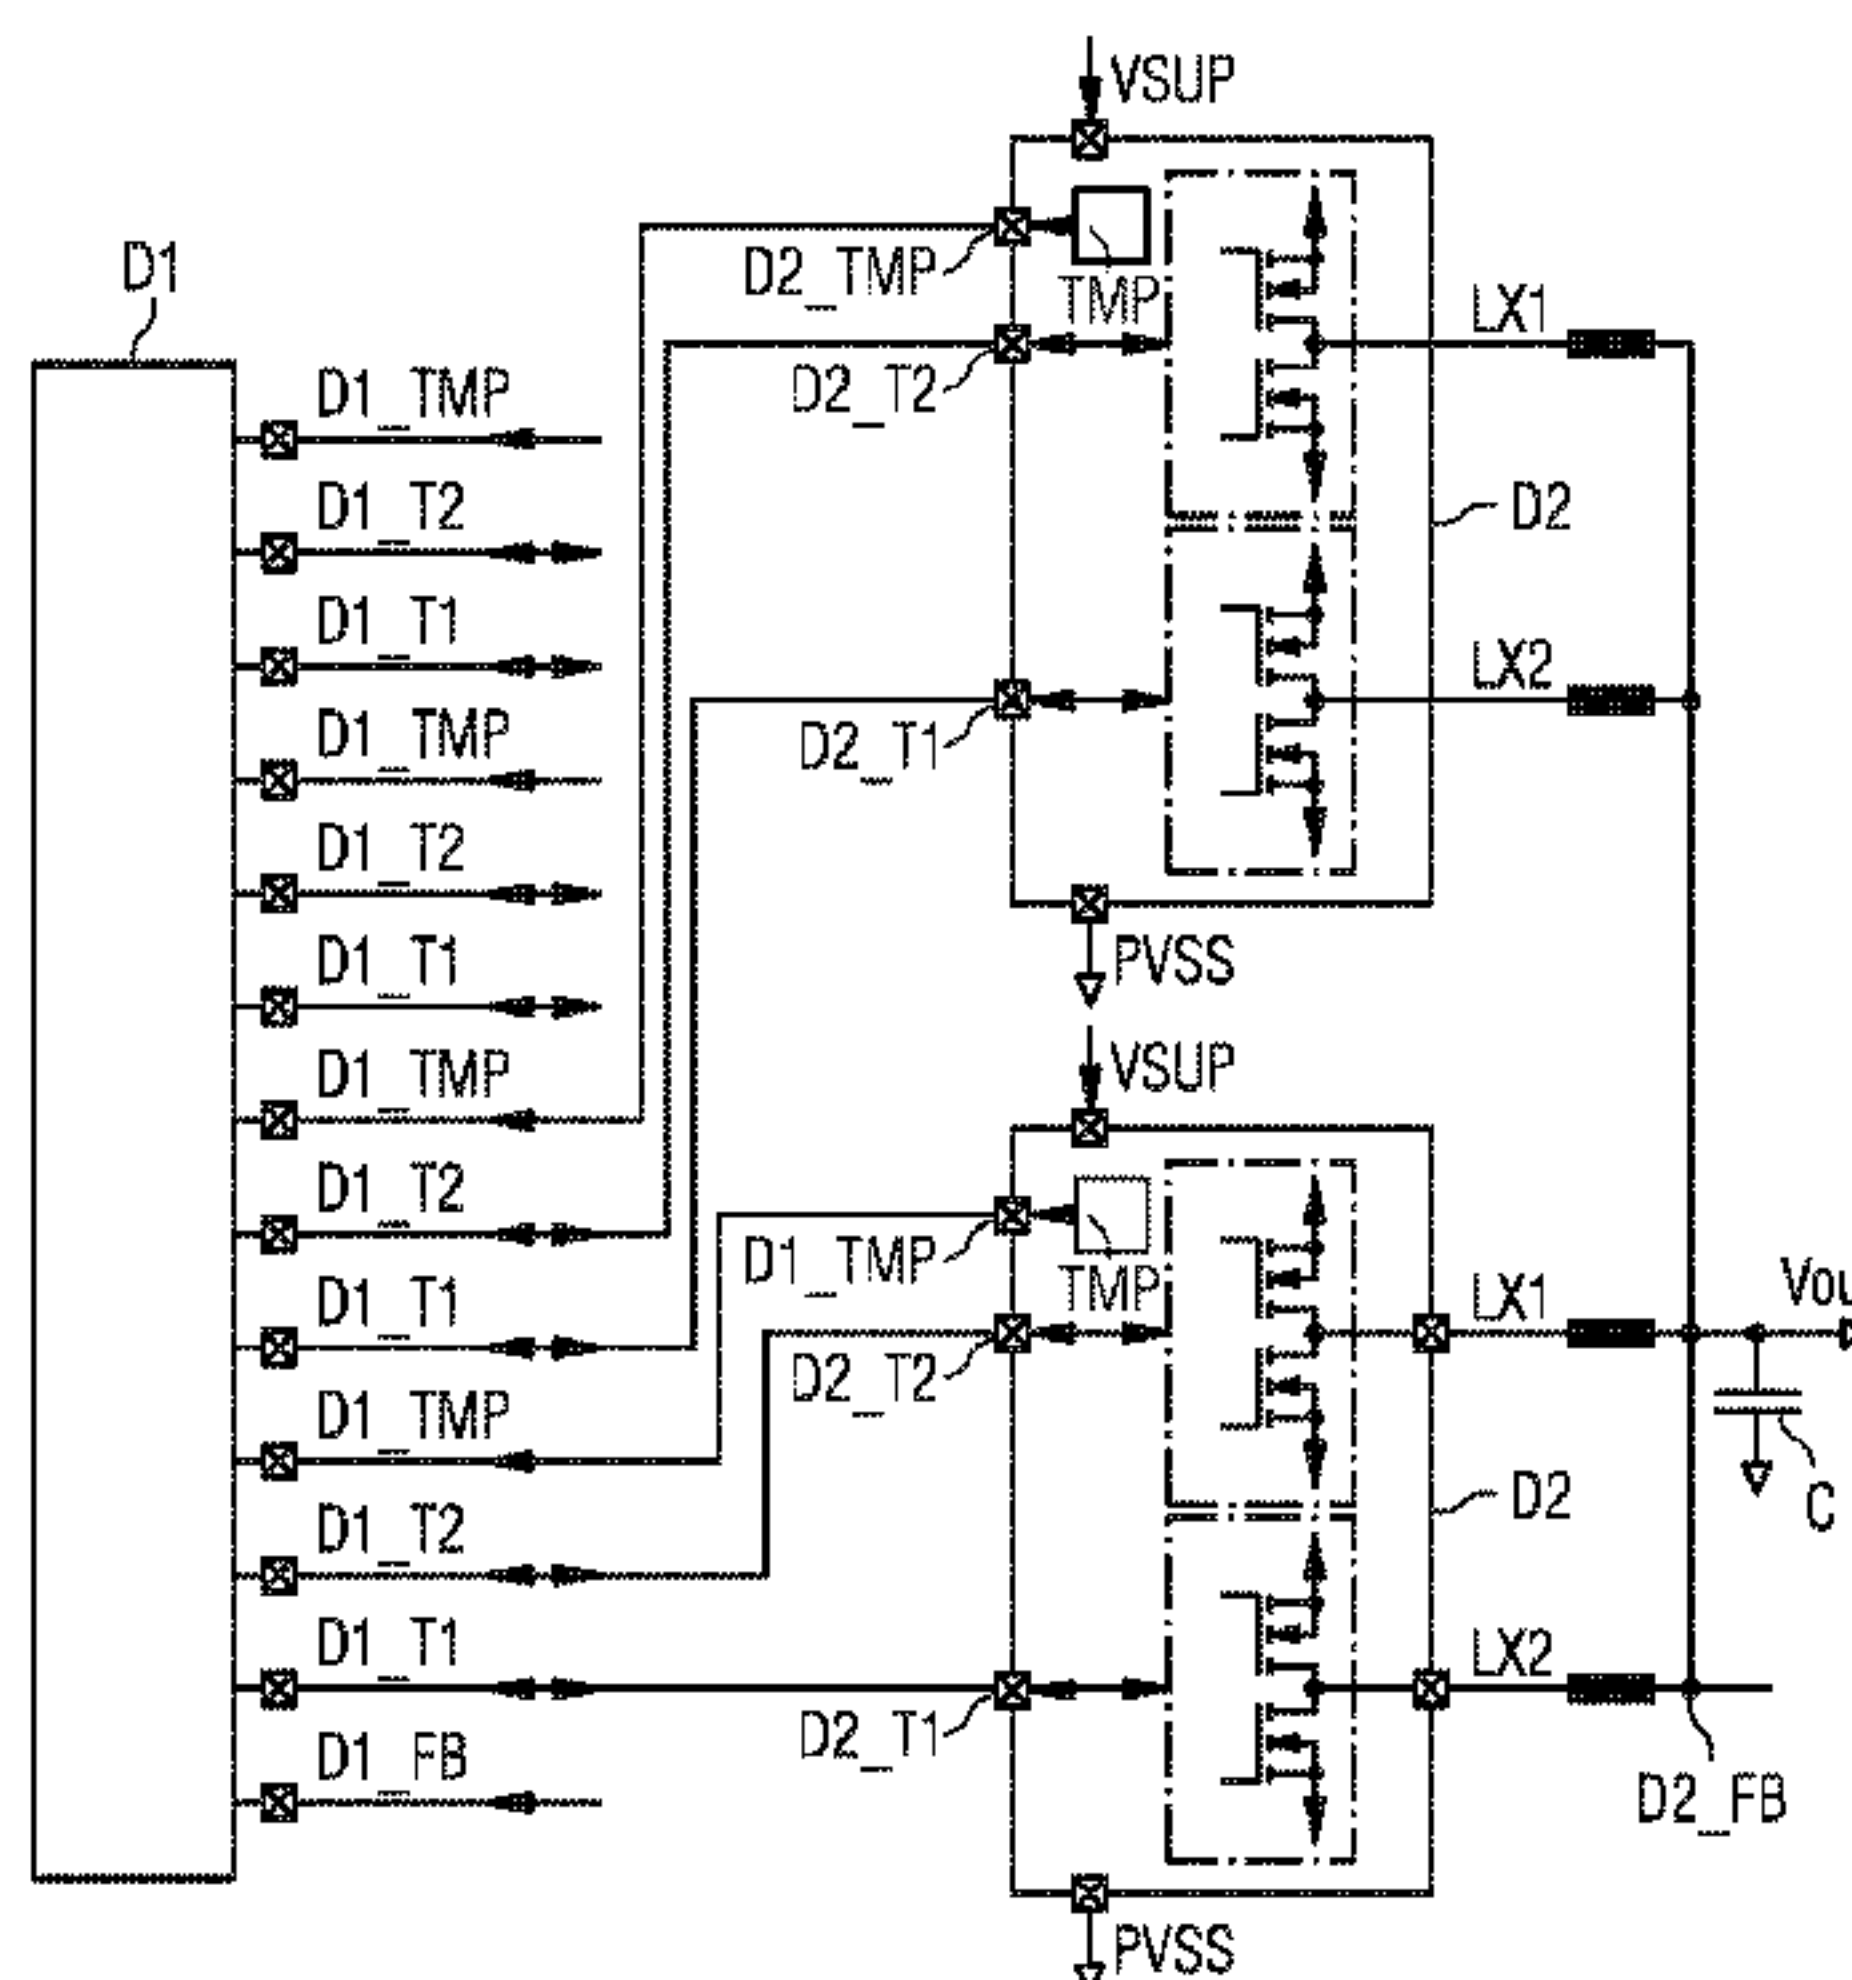 VSUP
D1
D2_TMP
TMP
LX1
D1_TMP
D2_T2
D1_T2
D2
D1_T1
LX2
D1_TMP
D2_T1
D1_T2
D1_T1
PVSS
VSUP
D1_TMP
D1_T2
D1_TMP
TMP
LX1
D1_T1
D2_T2
D1_TMP
D2
C
D1_T2
D1_T1
LX2
D2_T1
D1_FB
D2_FB
PVSS